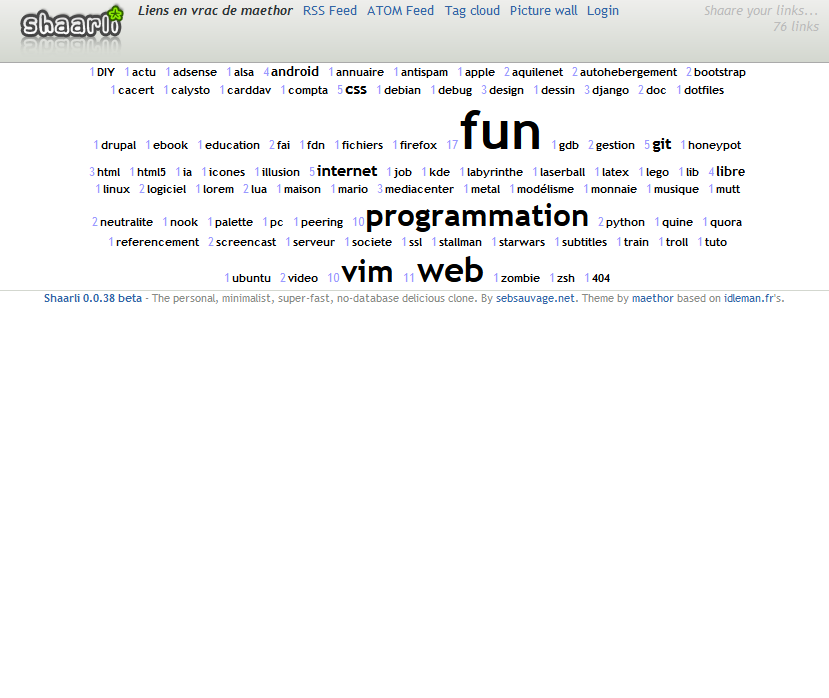 shaarli Liens en vrac de maethor RSS Feed ATOM Feed Tag cloud Picture wall Login Shaare your links...
76 links
1 DIY 1 actu 1 adsense 1 alsa 4 android 1 annuaire 1 antispam 1 apple 2 aquilenet 2 autohebergement 2 bootstrap
1 cacert 1 calysto 1 carddav 1 compta 5 css 1 debian 1 debug 3 design 1 dessin 3 django 2 doc 1 dotfiles
1 drupal 1 ebook 1 education 2 fai 1 fdn 1 fichiers 1 firefox 17 fun 1 gdb 2 gestion 5 git 1 honeypot
3 html 1 html5 1 ia 1 icones 1 illusion 5 internet 1 job 1 kde 1 labyrinthe 1 laserball 1 latex 1 lego 1 lib 4 libre
1 linux 2 logiciel 1 lorem 2 lua 1 maison 1 mario 3 mediacenter 1 metal 1 modélisme 1 monnaie 1 musique 1 mutt
2 neutralite 1 nook 1 palette 1 pc 1 peering 10 programmation 2 python 1 quine 1 quora
1 referencement 2 screencast 1 serveur 1 societe 1 ssl 1 stallman 1 starwars 1 subtitles 1 train 1 troll 1 tuto
1 ubuntu 2 video 10 vim 11 web 1 zombie 1 zsh 1 404
Shaarli 0.0.38 beta - The personal, minimalist, super-fast, no-database delicious clone. By sebsauvage.net. Theme by maethor based on idleman.fr's.